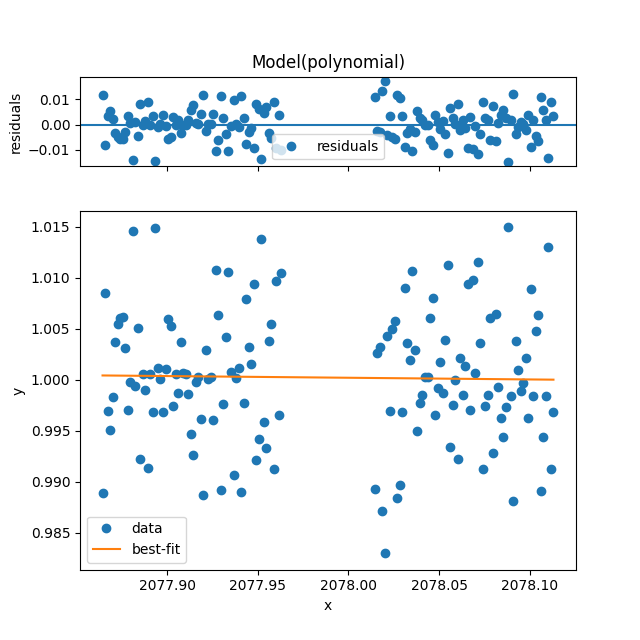 Model(polynomial)
0.01
0.00
−0.01
residuals
residuals
1.015
1.010
1.005
1.000
0.995
0.990
0.985
y
data
best-fit
2077.90 2077.95 2078.00 2078.05 2078.10
x